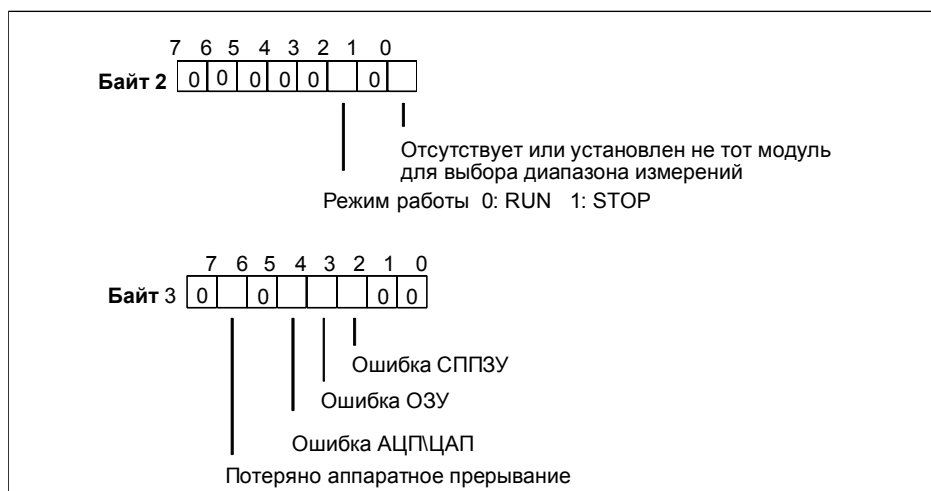 7 6 5 4 3 2 1 0
Байт 2 0 0 0 0 0 0
Отсутствует или установлен не тот модуль
для выбора диапазона измерений
Режим работы 0: RUN 1: STOP
7 6 5 4 3 2 1 0
Байт 3 0 0 0 0
Ошибка СППЗУ
Ошибка ОЗУ
Ошибка АЦП\ЦАП
Потеряно аппаратное прерывание